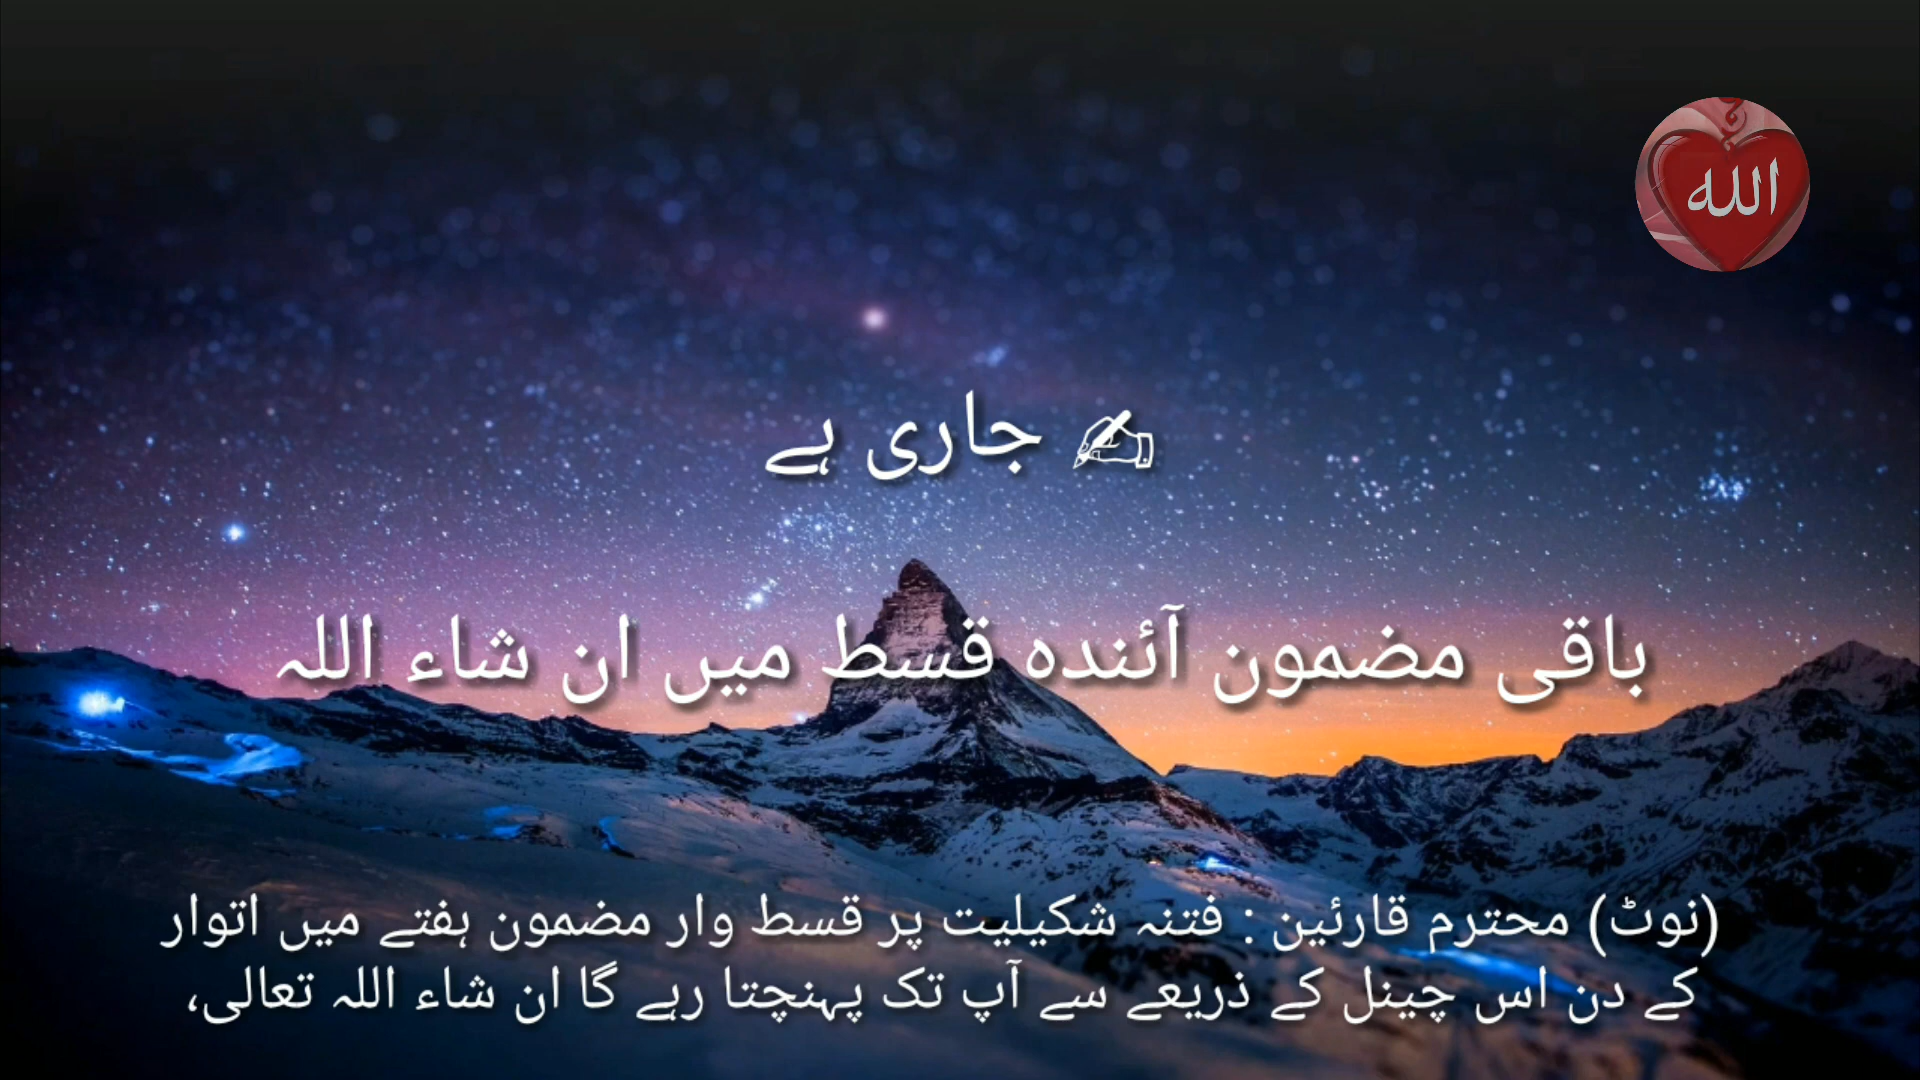 الله
✍ جاری ہے
باقی مضمون آئندہ قسط میں ان شاء اللہ
(نوٹ) محترم قارئین : فتنہ شکیلیت پر قسط وار مضمون ہفتے میں اتوار
کے دن اس چینل کے ذریعے سے آپ تک پہنچتا رہے گا ان شاء اللہ تعالی،